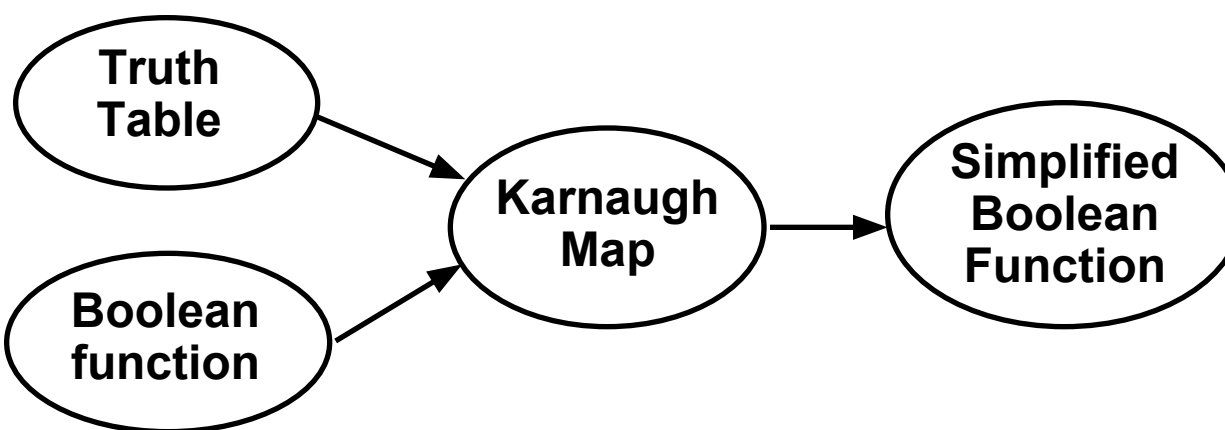 Truth
Table
Boolean
function
Karnaugh
Map
Simplified
Boolean
Function